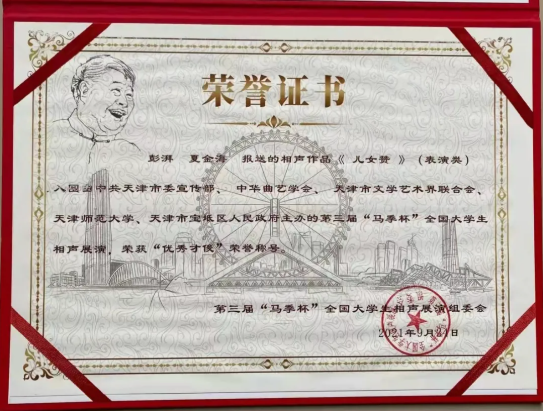 荣誉证书
彭湃 夏金海 报送的相声作品《 儿女赞 》（表演类）
入围由中共天津市委宣传部、中华曲艺学会、天津市文学艺术界联合会、
天津师范大学、天津市宝坻区人民政府主办的第三届“马季杯”全国大学生
相声展演，荣获“优秀才俊”荣誉称号。
第三届“马季杯”全国大学生相声展演组委会
2021年9月 日